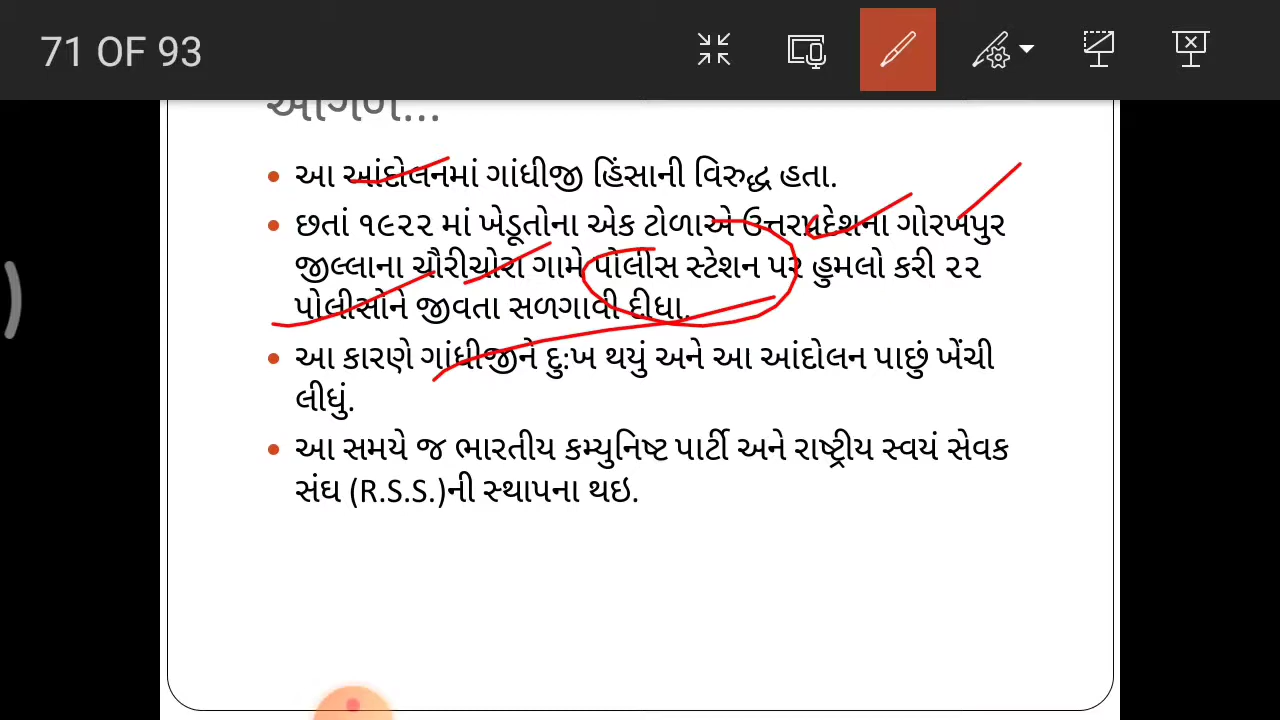 71 OF 93
આગળ...
આ આંદોલનમાં ગાંધીજી હિંસાની વિરુદ્ધ હતા.
છતાં ૧૯૨૨ માં ખેડૂતોના એક ટોળાએ ઉત્તરપ્રદેશના ગોરખપુર
જીલ્લાના ચૌરીચોરા ગામે પોલીસ સ્ટેશન પર હુમલો કરી ૨૨
પોલીસોને જીવતા સળગાવી દીધા.
આ કારણે ગાંધીજીને દુ:ખ થયું અને આ આંદોલન પાછું ખેંચી
લીધું.
આ સમયે જ ભારતીય કમ્યુનિષ્ટ પાર્ટી અને રાષ્ટ્રીય સ્વયં સેવક
સંઘ (R.S.S.)ની સ્થાપના થઇ.